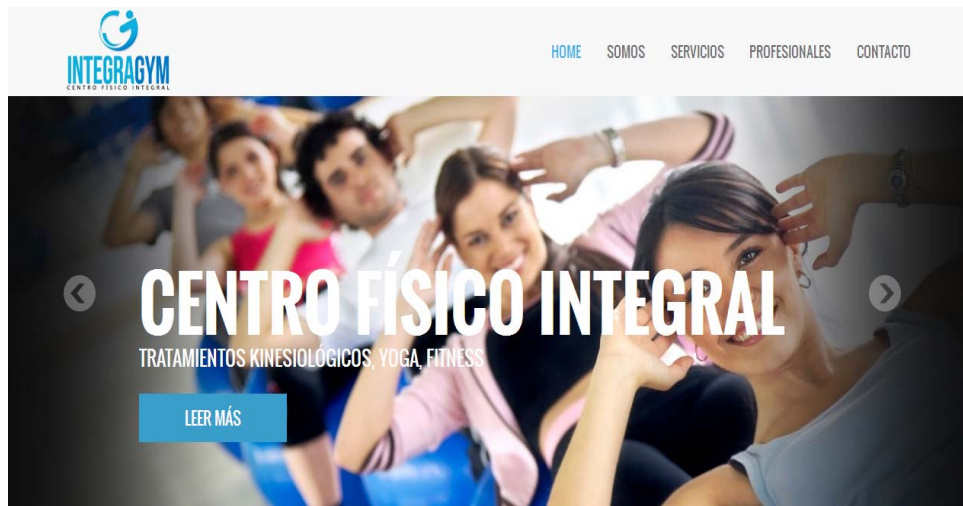 INTEGRAGYM
CENTRO FÍSICO INTEGRAL
HOME SOMOS SERVICIOS PROFESIONALES CONTACTO
CENTRO FÍSICO INTEGRAL
TRATAMIENTOS KINESIOLÓGICOS, YOGA, FITNESS
LEER MÁS